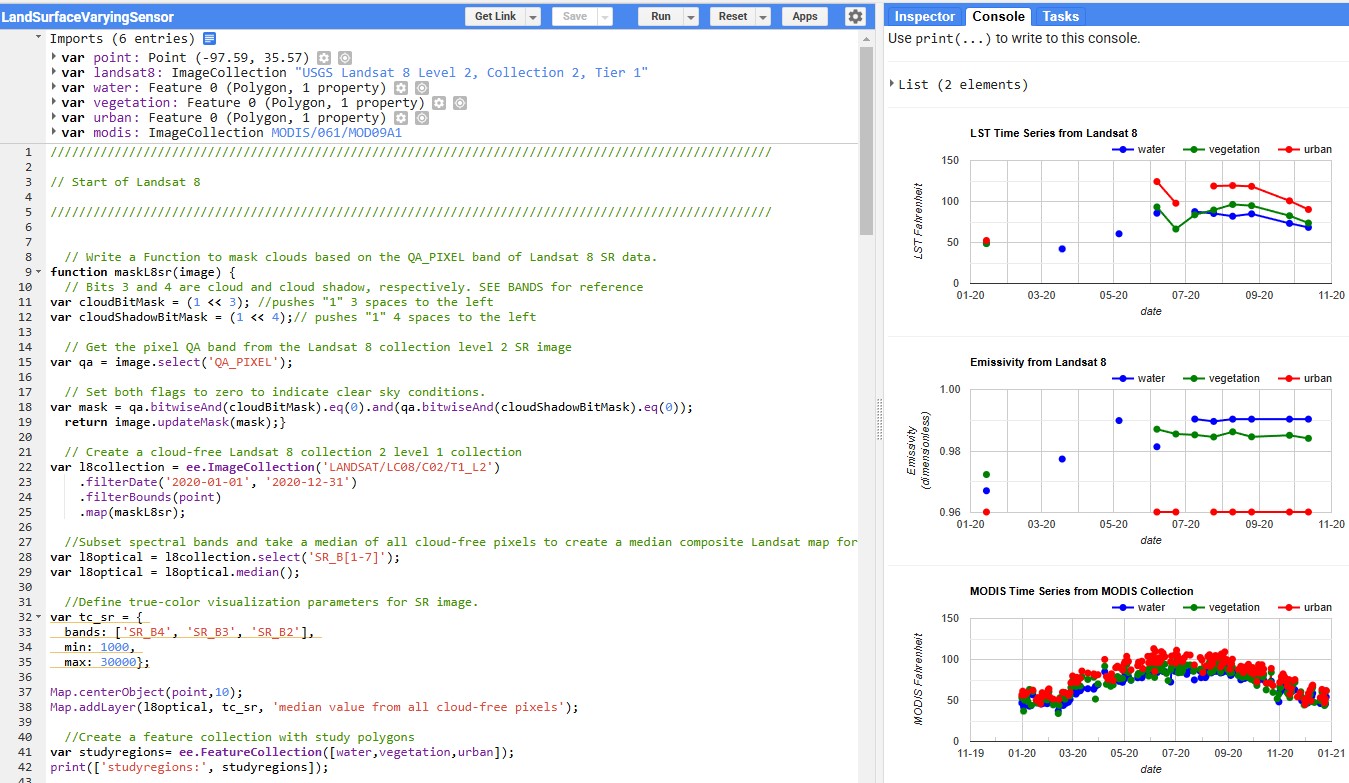 LandSurfaceVaryingSensor
Get Link
Save
Run
Reset
Apps
Imports (6 entries)
var point: Point (-97.59, 35.57)
var landsat8: ImageCollection "USGS Landsat 8 Level 2, Collection 2, Tier 1"
var water: Feature 0 (Polygon, 1 property)
var vegetation: Feature 0 (Polygon, 1 property)
var urban: Feature 0 (Polygon, 1 property)
var modis: ImageCollection MODIS/061/MOD09A1
1 /////////////////////////////////////////////////////////////////////////////////////////////////////
2
3 // Start of Landsat 8
4
5 /////////////////////////////////////////////////////////////////////////////////////////////////////
6
7
8 // Write a Function to mask clouds based on the QA_PIXEL band of Landsat 8 SR data.
9 function maskL8sr(image) {
10 // Bits 3 and 4 are cloud and cloud shadow, respectively. SEE BANDS for reference
11 var cloudBitMask = (1 << 3); //pushes "1" 3 spaces to the left
12 var cloudShadowBitMask = (1 << 4);// pushes "1" 4 spaces to the left
13
14 // Get the pixel QA band from the Landsat 8 collection level 2 SR image
15 var qa = image.select('QA_PIXEL');
16
17 // Set both flags to zero to indicate clear sky conditions.
18 var mask = qa.bitwiseAnd(cloudBitMask).eq(0).and(qa.bitwiseAnd(cloudShadowBitMask).eq(0));
19 return image.updateMask(mask);}
20
21 // Create a cloud-free Landsat 8 collection 2 level 1 collection
22 var l8collection = ee.ImageCollection('LANDSAT/LC08/C02/T1_L2')
23 .filterDate('2020-01-01', '2020-12-31')
24 .filterBounds(point)
25 .map(maskL8sr);
26
27 //Subset spectral bands and take a median of all cloud-free pixels to create a median composite Landsat map for
28 var l8optical = l8collection.select('SR_B[1-7]');
29 var l8optical = l8optical.median();
30
31 //Define true-color visualization parameters for SR image.
32 var tc_sr = {
33 bands: ['SR_B4', 'SR_B3', 'SR_B2'],
34 min: 1000,
35 max: 30000};
36
37 Map.centerObject(point,10);
38 Map.addLayer(l8optical, tc_sr, 'median value from all cloud-free pixels');
39
40 //Create a feature collection with study polygons
41 var studyregions= ee.FeatureCollection([water,vegetation,urban]);
42 print(['studyregions:', studyregions]);
43
Inspector
Console
Tasks
Use print(...) to write to this console.
List (2 elements)
LST Time Series from Landsat 8
water
vegetation
urban
150
100
50
0
LST Fahrenheit
01-20
03-20
05-20
07-20
09-20
11-20
date
Emissivity from Landsat 8
water
vegetation
urban
1.00
0.98
0.96
Emissivity
(dimensionless)
01-20
03-20
05-20
07-20
09-20
11-20
date
MODIS Time Series from MODIS Collection
water
vegetation
urban
150
100
50
0
MODIS Fahrenheit
11-19
01-20
03-20
05-20
07-20
09-20
11-20
01-21
date